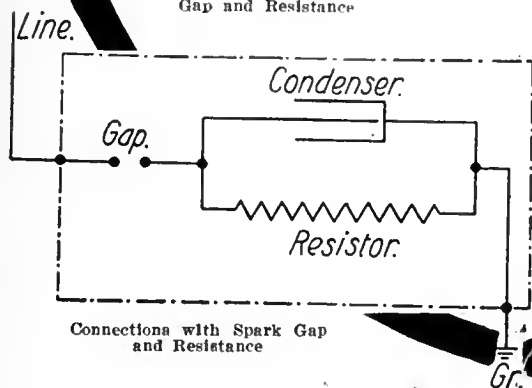 Gap and Resistance
Line.
Condenser.
Gap.
Resistor.
Connections with Spark Gap
and Resistance
Gr.